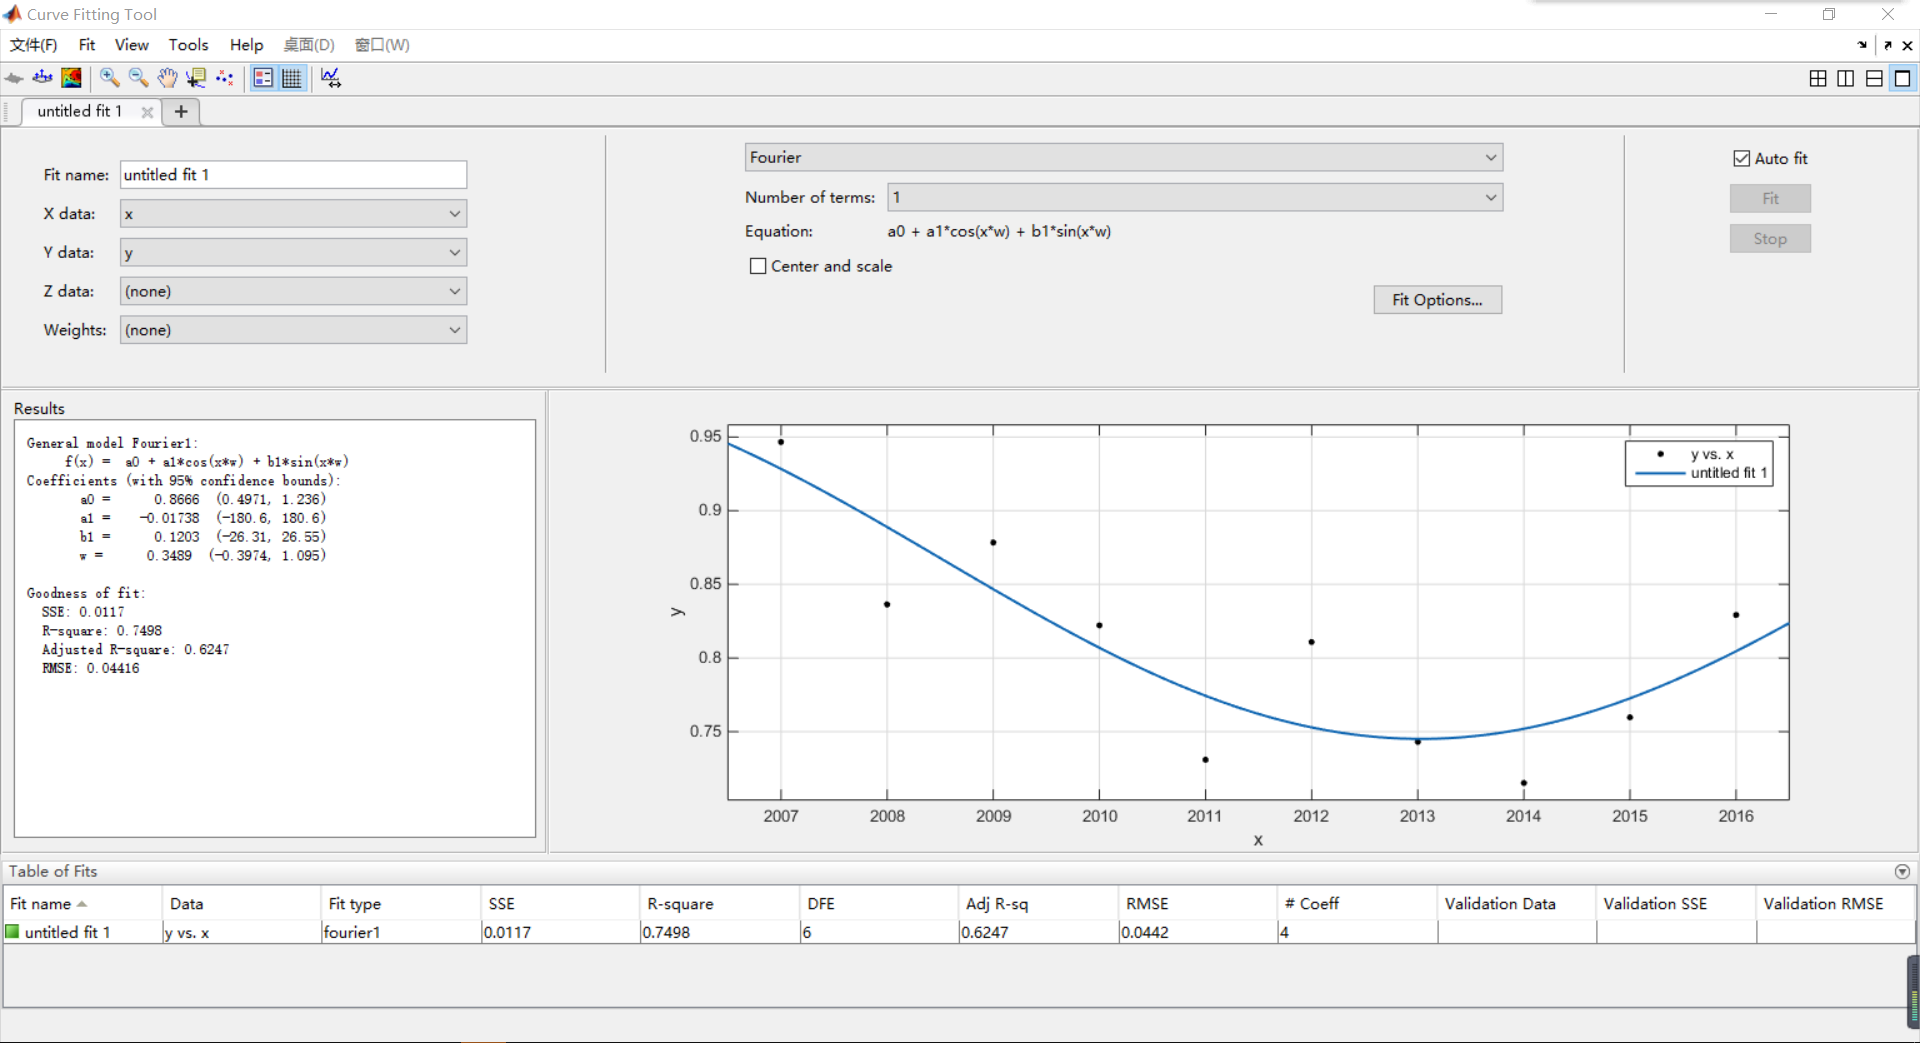 Curve Fitting Tool
文件(F) Fit View Tools Help 桌面(D) 窗口(W)
untitled fit 1
Fit name: untitled fit 1
X data: x
Y data: y
Z data: (none)
Weights: (none)
Fourier
Number of terms: 1
Equation: a0 + a1*cos(x*w) + b1*sin(x*w)
Center and scale
Fit Options...
Auto fit
Fit
Stop
Results
General model Fourier1:
f(x) = a0 + a1*cos(x*w) + b1*sin(x*w)
Coefficients (with 95% confidence bounds):
a0 = 0.8666 (0.4971, 1.236)
a1 = -0.01738 (-180.6, 180.6)
b1 = 0.1203 (-26.31, 26.55)
w = 0.3489 (-0.3974, 1.095)
Goodness of fit:
SSE: 0.0117
R-square: 0.7498
Adjusted R-square: 0.6247
RMSE: 0.04416
0.95
0.9
0.85
0.8
0.75
y
y vs. x
untitled fit 1
2007 2008 2009 2010 2011 2012 2013 2014 2015 2016
x
Table of Fits
Fit name Data Fit type SSE R-square DFE Adj R-sq RMSE # Coeff Validation Data Validation SSE Validation RMSE
untitled fit 1 y vs. x fourier1 0.0117 0.7498 6 0.6247 0.0442 4